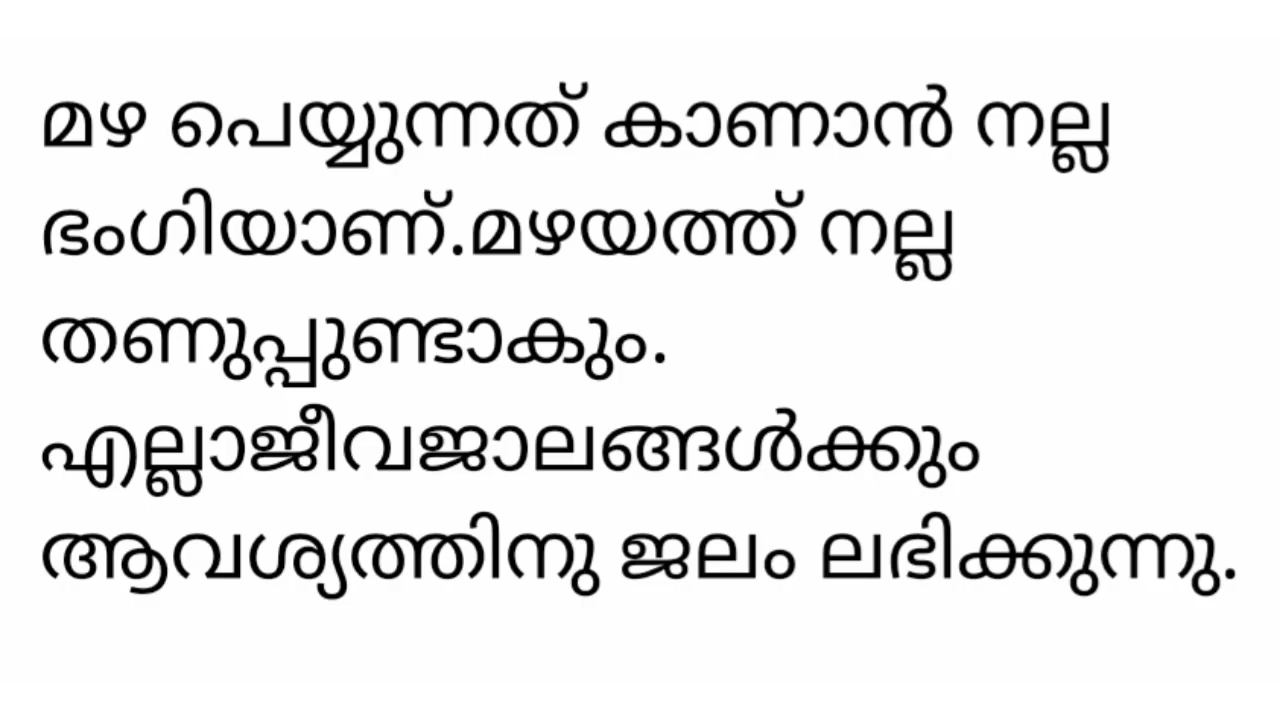 മഴ പെയ്യുന്നത് കാണാൻ നല്ല
ഭംഗിയാണ്.മഴയത്ത് നല്ല
തണുപ്പുണ്ടാകും.
എല്ലാജീവജാലങ്ങൾക്കും
ആവശ്യത്തിനു ജലം ലഭിക്കുന്നു.